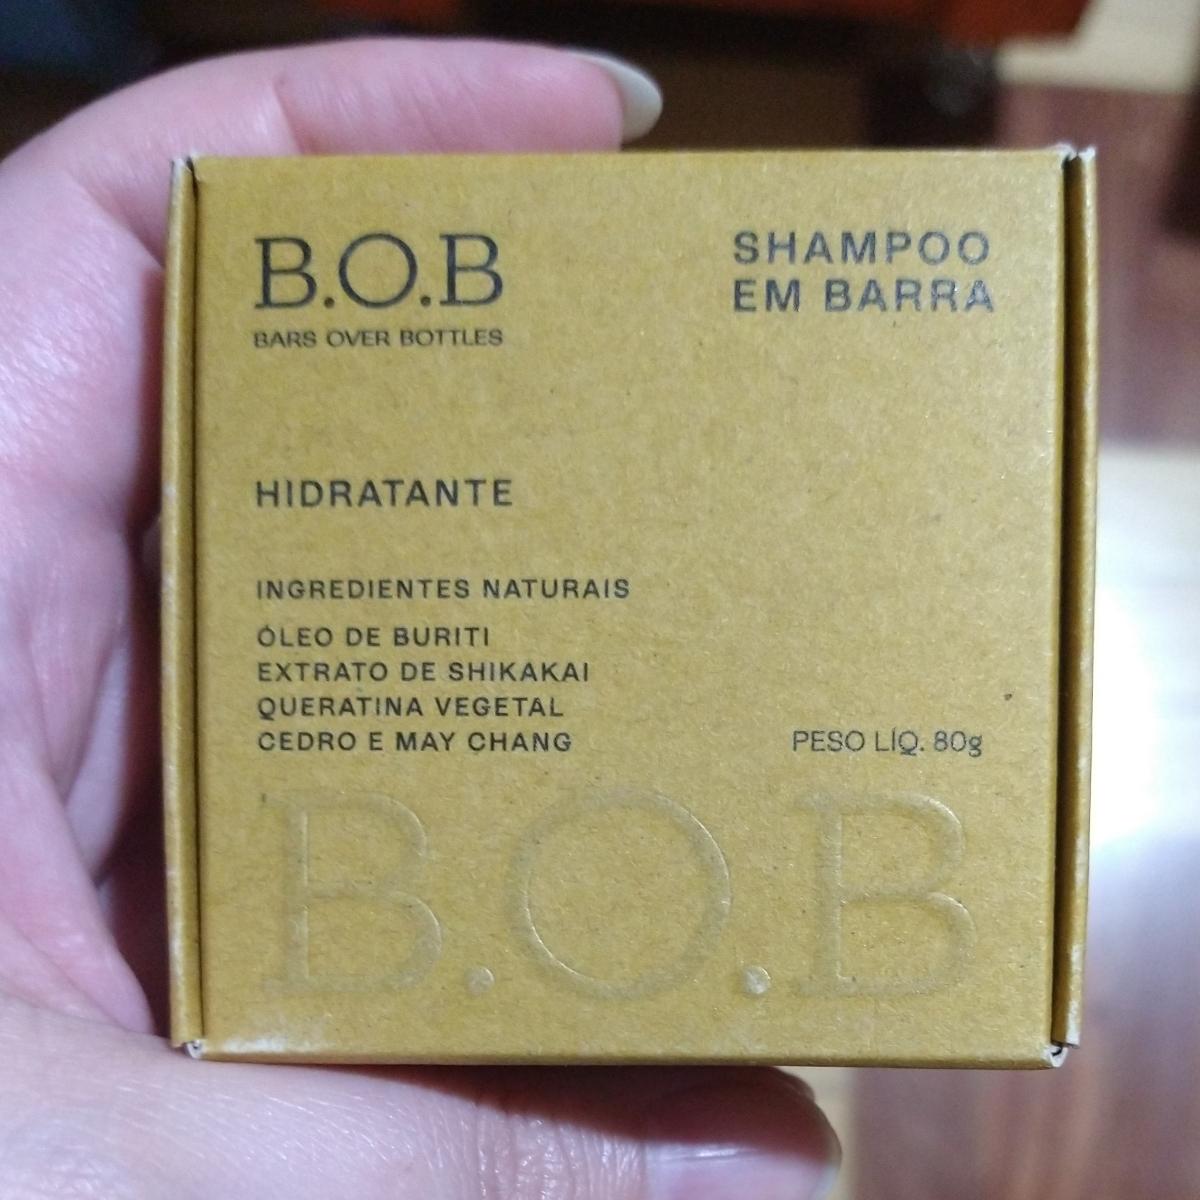 B.O.B
BARS OVER BOTTLES
SHAMPOO
EM BARRA
HIDRATANTE
INGREDIENTES NATURAIS
ÓLEO DE BURITI
EXTRATO DE SHIKAKAI
QUERATINA VEGETAL
CEDRO E MAY CHANG
PESO LÍQ. 80g
B.O.B